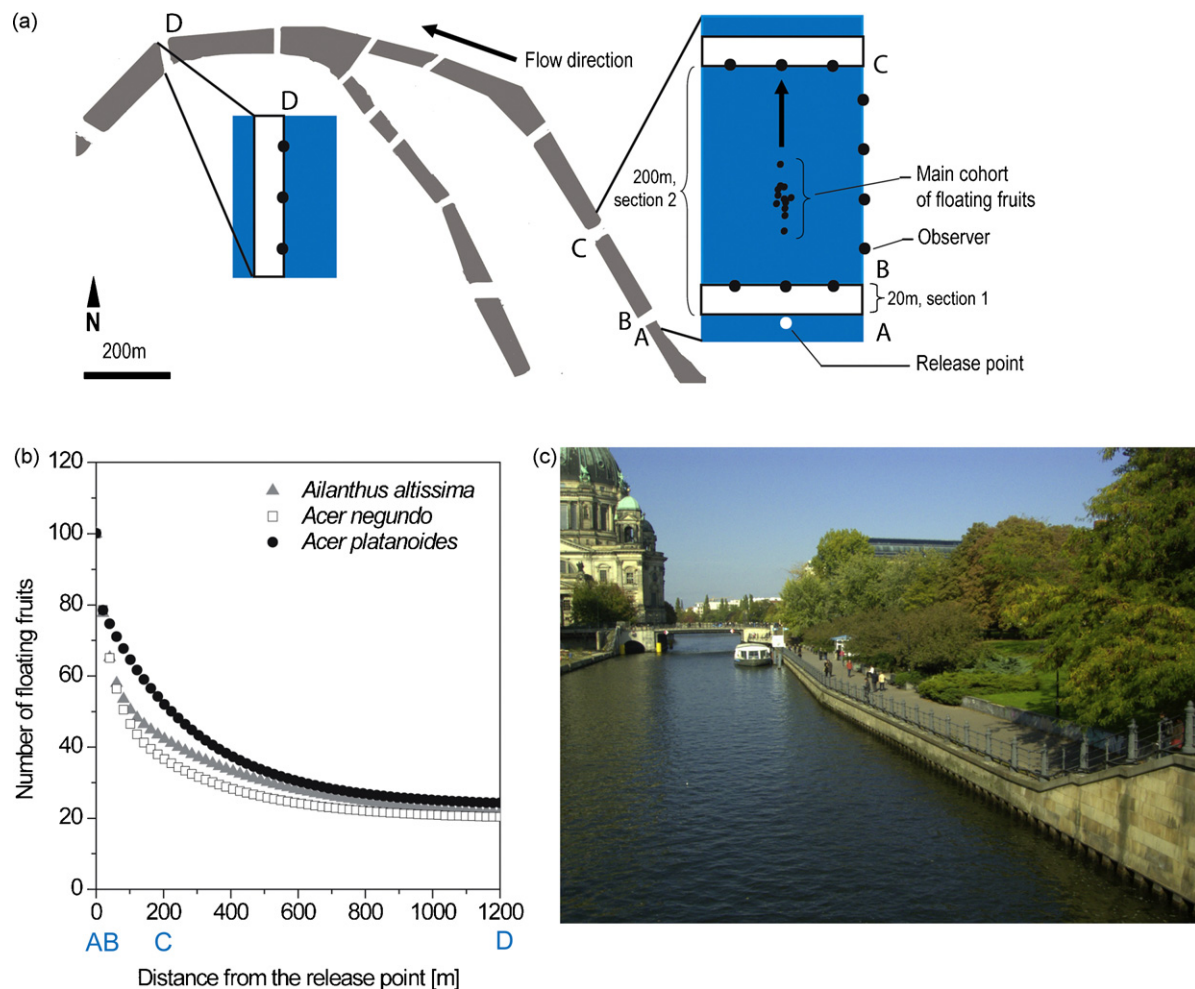 (a)
D
Flow direction
D
C
B
A
N
200m
C
200m,
section 2
Main cohort
of floating fruits
Observer
B
20m, section 1
A
Release point
(b)
120
100
80
60
40
20
0
Number of floating fruits
Ailanthus altissima
Acer negundo
Acer platanoides
0 200 400 600 800 1000 1200
AB C D
Distance from the release point [m]
(c)